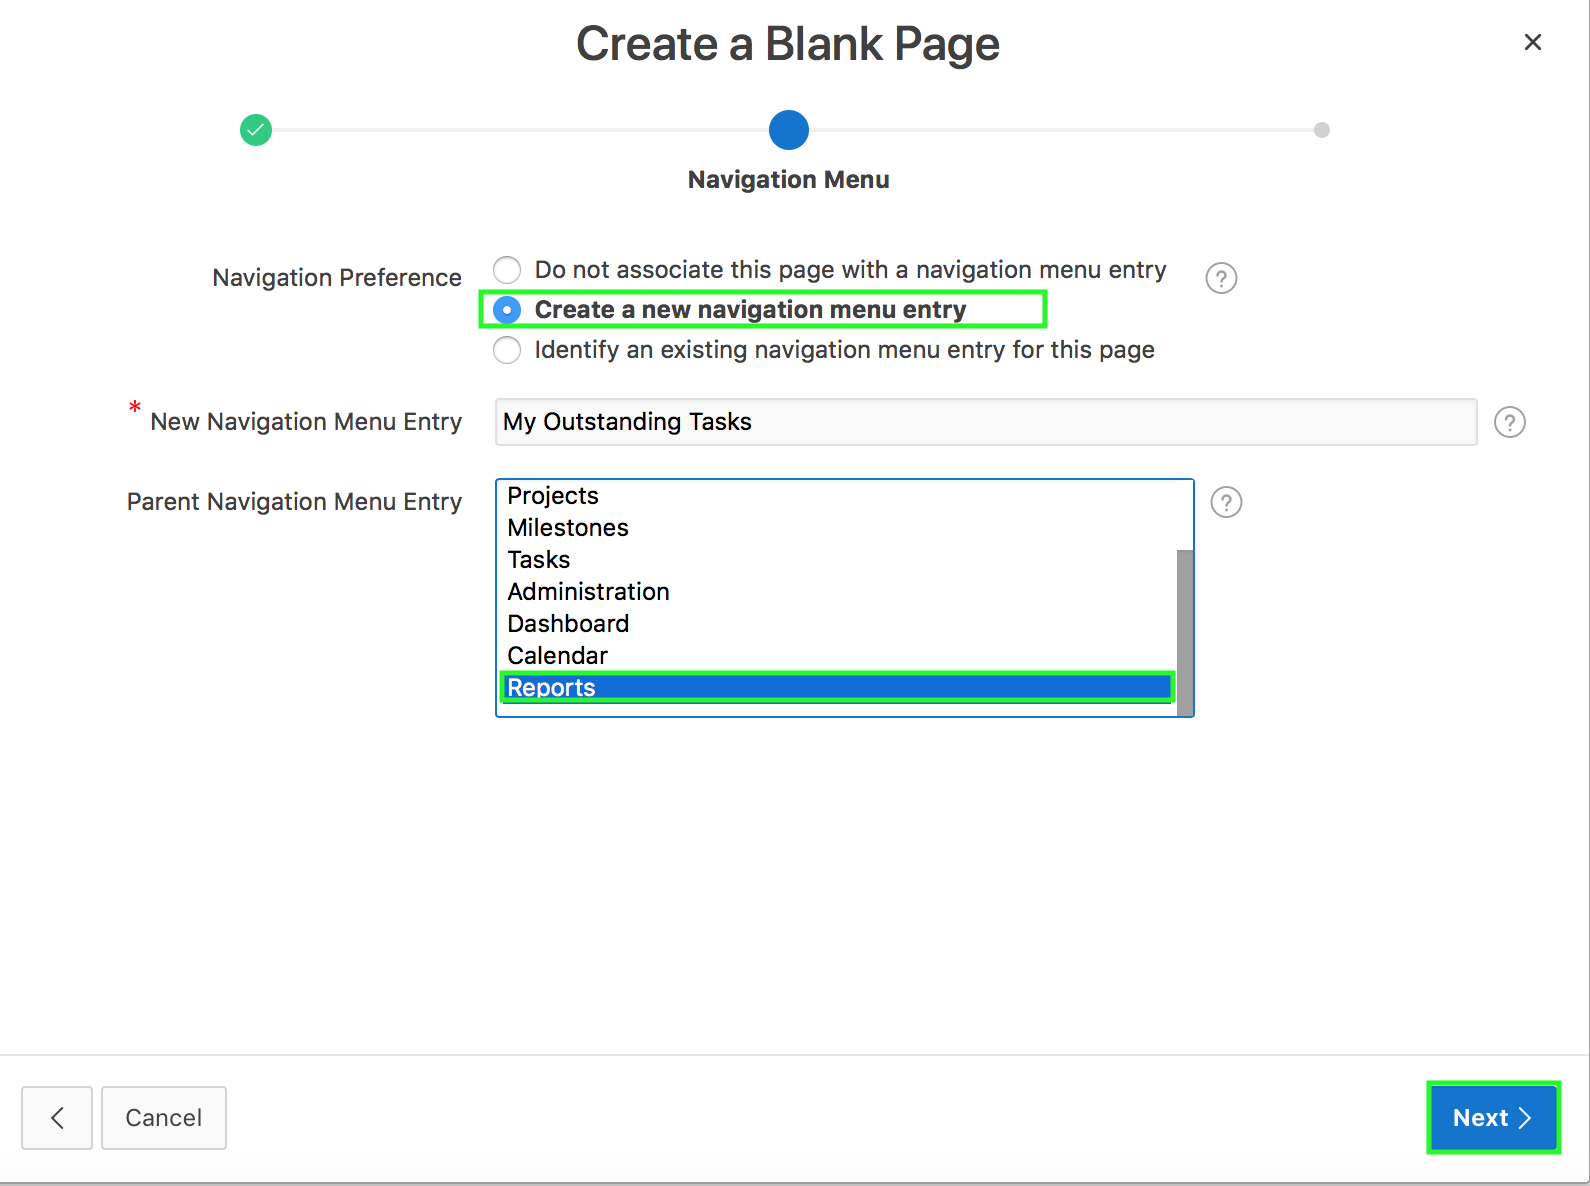 Create a Blank Page
Navigation Menu
Navigation Preference
Do not associate this page with a navigation menu entry
?
Create a new navigation menu entry
Identify an existing navigation menu entry for this page
* New Navigation Menu Entry
My Outstanding Tasks
?
Parent Navigation Menu Entry
Projects
?
Milestones
Tasks
Administration
Dashboard
Calendar
Reports
Cancel
Next